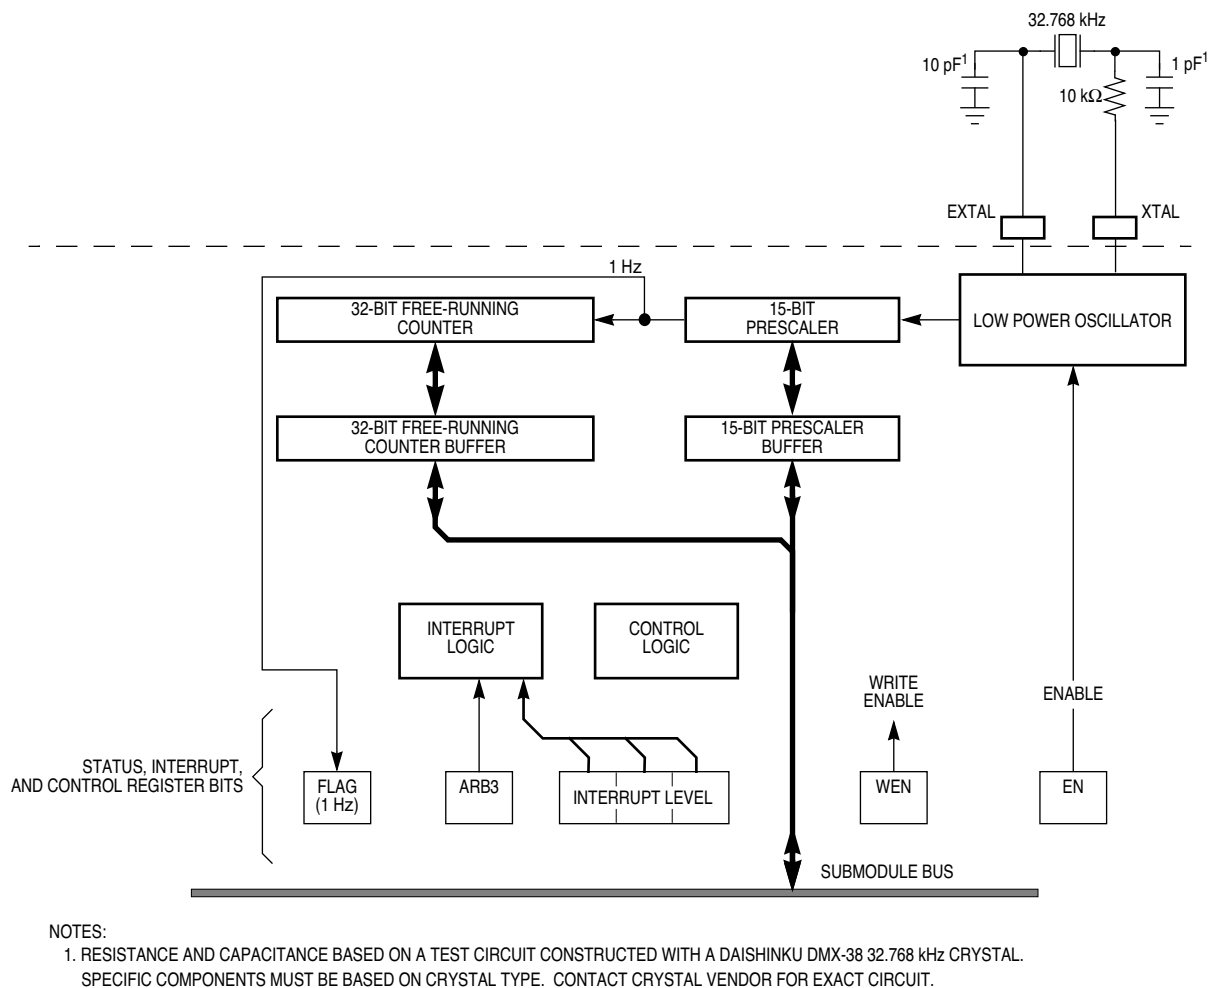 32.768 kHz
10 pF1
1 pF1
10 kΩ
EXTAL
XTAL
1 Hz
32-BIT FREE-RUNNING
COUNTER
15-BIT
PRESCALER
LOW POWER OSCILLATOR
32-BIT FREE-RUNNING
COUNTER BUFFER
15-BIT PRESCALER
BUFFER
INTERRUPT
LOGIC
CONTROL
LOGIC
WRITE
ENABLE
ENABLE
STATUS, INTERRUPT,
AND CONTROL REGISTER BITS
FLAG
(1 Hz)
ARB3
INTERRUPT LEVEL
WEN
EN
SUBMODULE BUS
NOTES:
1. RESISTANCE AND CAPACITANCE BASED ON A TEST CIRCUIT CONSTRUCTED WITH A DAISHINKU DMX-38 32.768 kHz CRYSTAL.
SPECIFIC COMPONENTS MUST BE BASED ON CRYSTAL TYPE. CONTACT CRYSTAL VENDOR FOR EXACT CIRCUIT.